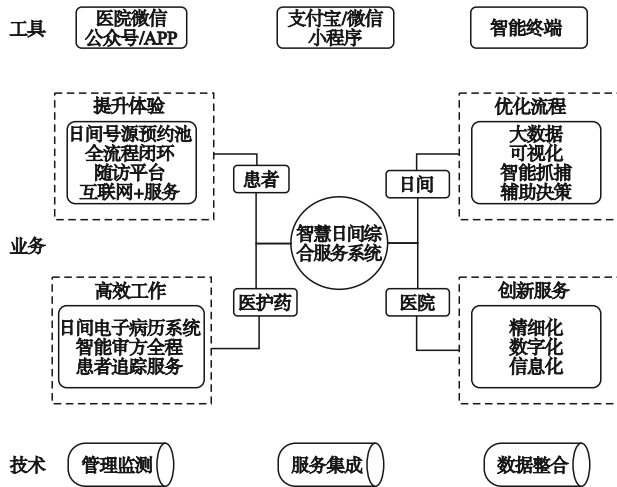 工具
医院微信
公众号/APP
支付宝/微信
小程序
智能终端
提升体验
日间号源预约池
全流程闭环
随访平台
互联网+服务
优化流程
大数据
可视化
智能抓捕
辅助决策
患者
日间
业务
智慧日间综
合服务系统
高效工作
日间电子病历系统
智能审方全程
患者追踪服务
医护药
医院
创新服务
精细化
数字化
信息化
技术
管理监测
服务集成
数据整合